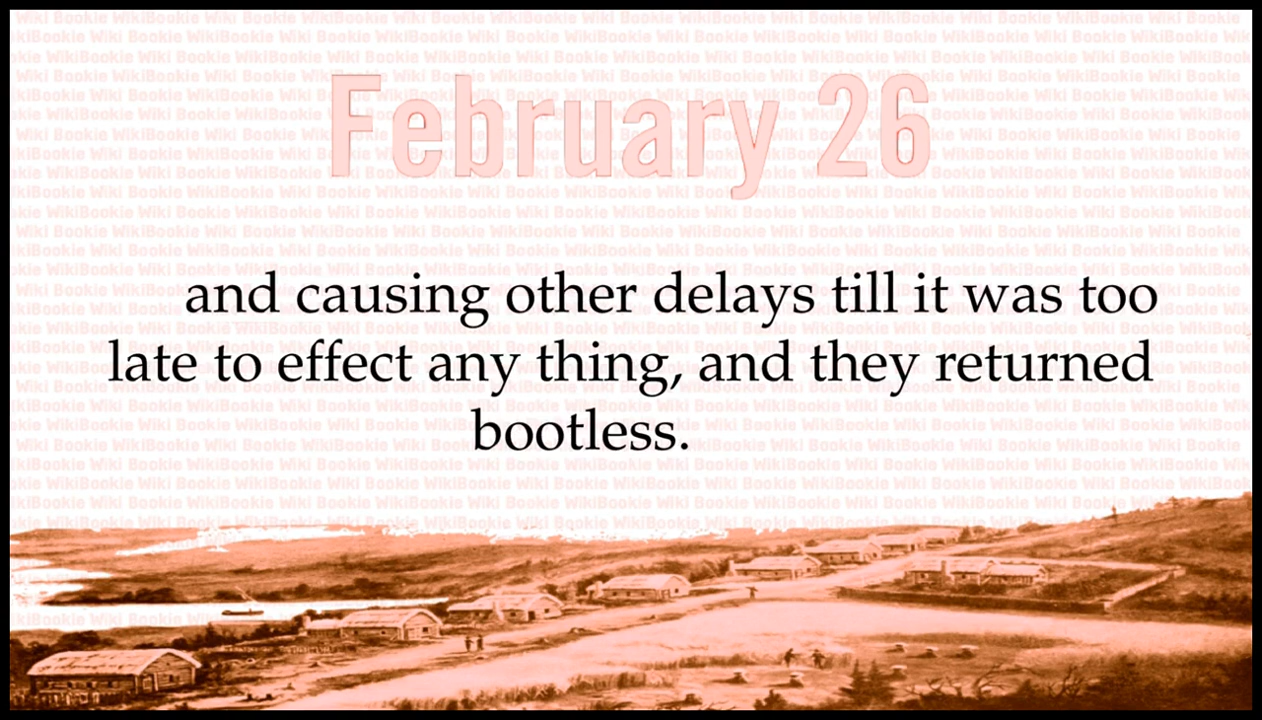 February 26
and causing other delays till it was too
late to effect any thing, and they returned
bootless.